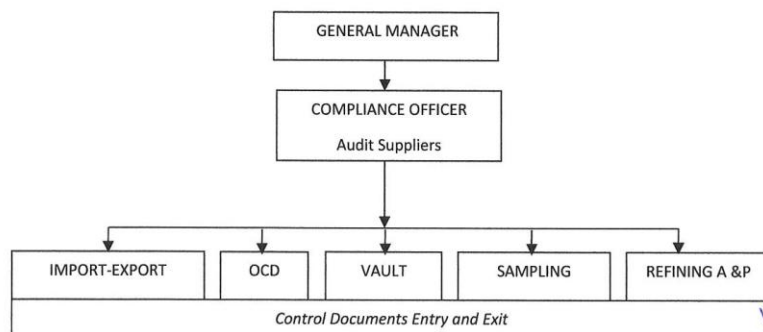 GENERAL MANAGER
COMPLIANCE OFFICER
Audit Suppliers
IMPORT-EXPORT OCD VAULT SAMPLING REFINING A &P
Control Documents Entry and Exit